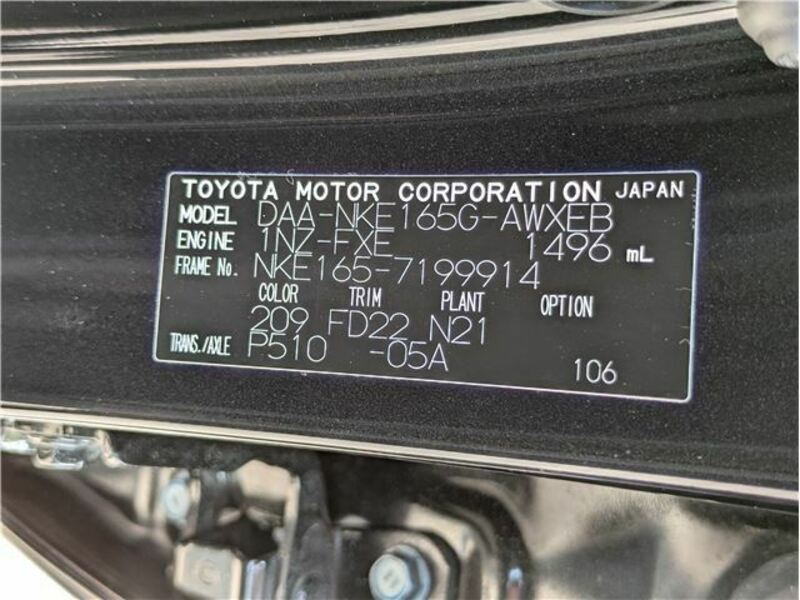 TOYOTA MOTOR CORPORATION JAPAN
MODEL DAA-NKE165G-AWXEB
ENGINE 1NZ-FXE 1496 mL
FRAME No. NKE165-7199914
COLOR TRIM PLANT OPTION
209 FD22 N21
TRANS./AXLE P510 -05A
106